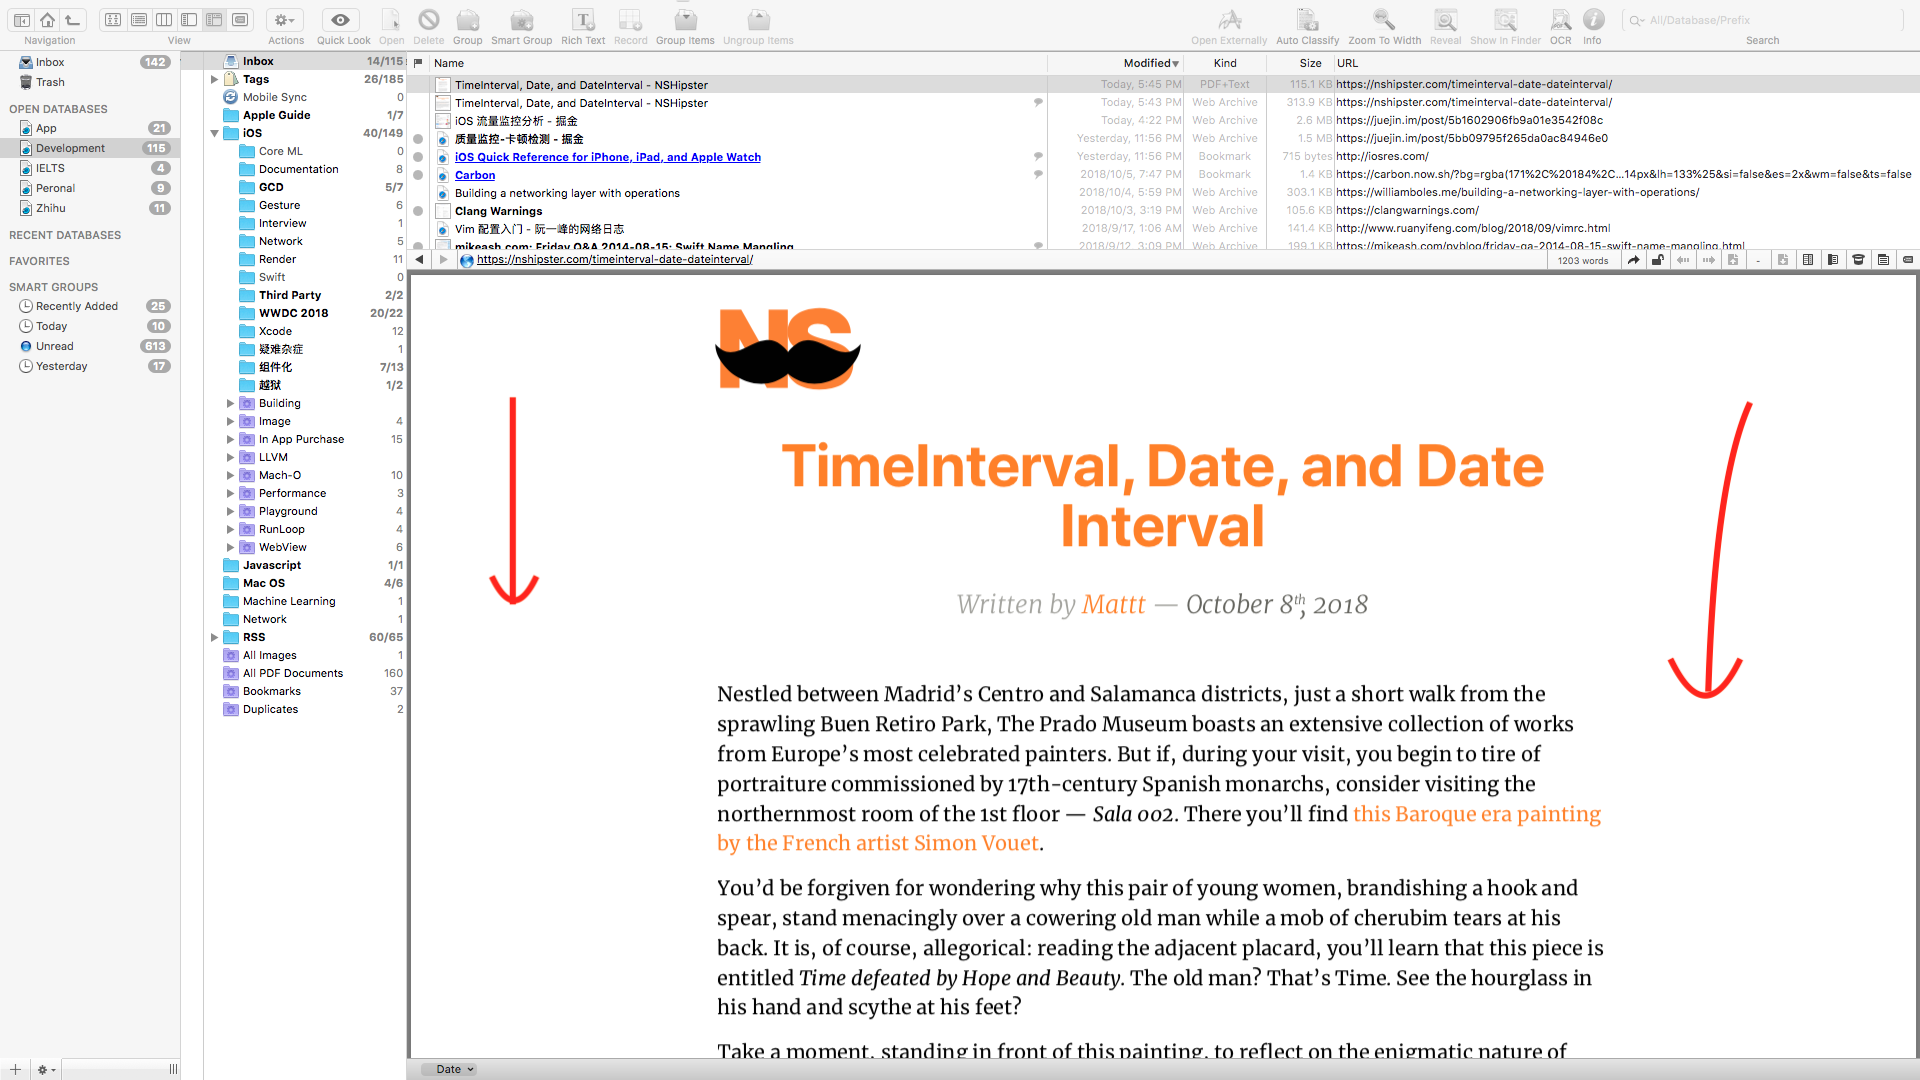 Navigation
View
Actions
Quick Look
Open
Delete
Group
Smart Group
Rich Text
Record
Group Items
Ungroup Items
Open Externally
Auto Classify
Zoom To Width
Reveal
Show In Finder
OCR
Info
All/Database/Prefix
Search
Inbox 142
Trash
OPEN DATABASES
App 21
Development 115
IELTS 4
Peronal 9
Zhihu 11
RECENT DATABASES
FAVORITES
SMART GROUPS
Recently Added 25
Today 10
Unread 613
Yesterday 17
Inbox 14/115
Tags 26/185
Mobile Sync 0
Apple Guide 1/7
iOS 40/149
Core ML 0
Documentation 8
GCD 5/7
Gesture 6
Interview 1
Network 5
Render 11
Swift 0
Third Party 2/2
WWDC 2018 20/22
Xcode 12
疑难杂症 1
组件化 7/13
越狱 1/2
Building
Image 4
In App Purchase 15
LLVM
Mach-O 10
Performance 3
Playground 4
RunLoop 4
WebView 6
Javascript 1/1
Mac OS 4/6
Machine Learning 1
Network 1
RSS 60/65
All Images 1
All PDF Documents 160
Bookmarks 37
Duplicates 2
Name Modified Kind Size URL
TimeInterval, Date, and DateInterval - NSHipster Today, 5:45 PM PDF+Text 115.1 KB https://nshipster.com/timeinterval-date-dateinterval/
TimeInterval, Date, and DateInterval - NSHipster Today, 5:43 PM Web Archive 313.9 KB https://nshipster.com/timeinterval-date-dateinterval/
iOS 流量监控分析 - 掘金 Today, 4:22 PM Web Archive 2.6 MB https://juejin.im/post/5b1602906fb9a01e3542f08c
质量监控-卡顿检测 - 掘金 Yesterday, 11:56 PM Web Archive 1.5 MB https://juejin.im/post/5bb09795f265da0ac84946e0
iOS Quick Reference for iPhone, iPad, and Apple Watch Yesterday, 11:56 PM Bookmark 715 bytes http://iosres.com/
Carbon 2018/10/5, 7:47 PM Bookmark 1.4 KB https://carbon.now.sh/?bg=rgba(171%2C%20184%2C...14px&lh=133%25&si=false&es=2x&wm=false&ts=false
Building a networking layer with operations 2018/10/4, 5:59 PM Web Archive 303.1 KB https://williamboles.me/building-a-networking-layer-with-operations/
Clang Warnings 2018/10/3, 3:19 PM Web Archive 105.6 KB https://clangwarnings.com/
Vim 配置入门 - 阮一峰的网络日志 2018/9/17, 1:06 AM Web Archive 141.4 KB http://www.ruanyifeng.com/blog/2018/09/vimrc.html
mikeash.com: Friday Q&A 2014-08-15: Swift Name Mangling 2018/9/12, 3:09 PM Web Archive 199.1 KB https://mikeash.com/pyblog/friday-qa-2014-08-15-swift-name-mangling.html
https://nshipster.com/timeinterval-date-dateinterval/ 1203 words
NS
TimeInterval, Date, and Date
Interval
Written by Mattt — October 8th, 2018
Nestled between Madrid’s Centro and Salamanca districts, just a short walk from the
sprawling Buen Retiro Park, The Prado Museum boasts an extensive collection of works
from Europe’s most celebrated painters. But if, during your visit, you begin to tire of
portraiture commissioned by 17th-century Spanish monarchs, consider visiting the
northernmost room of the 1st floor — Sala 002. There you’ll find this Baroque era painting
by the French artist Simon Vouet.
You’d be forgiven for wondering why this pair of young women, brandishing a hook and
spear, stand menacingly over a cowering old man while a mob of cherubim tears at his
back. It is, of course, allegorical: reading the adjacent placard, you’ll learn that this piece is
entitled Time defeated by Hope and Beauty. The old man? That’s Time. See the hourglass in
his hand and scythe at his feet?
Take a moment, standing in front of this painting, to reflect on the enigmatic nature of
Date